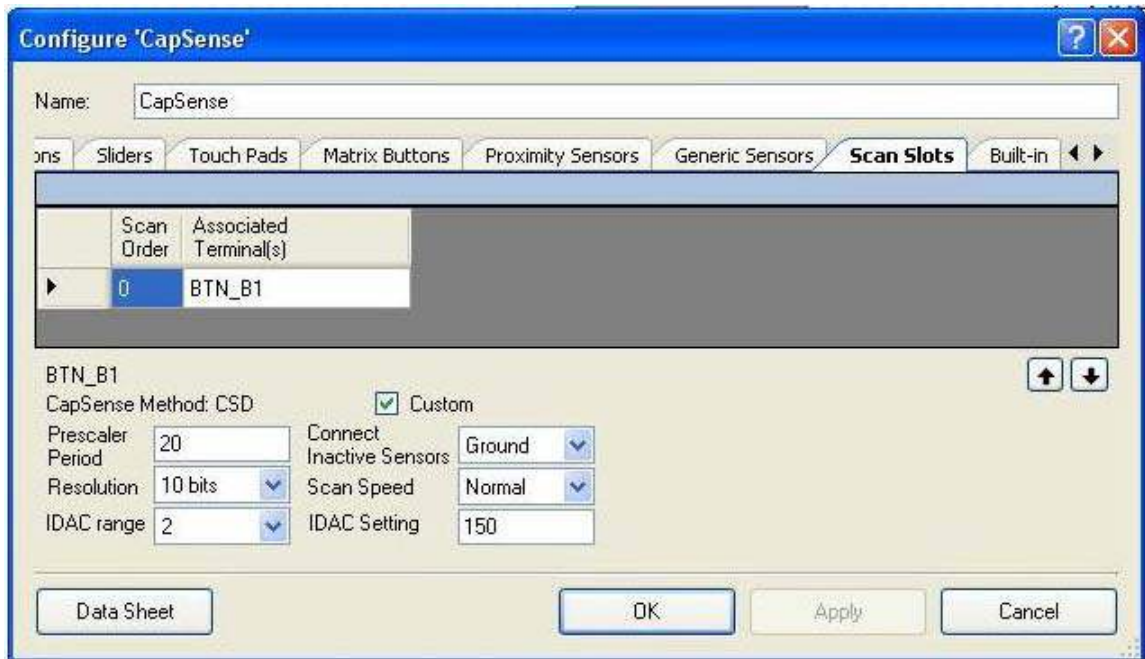 Configure 'CapSense'
Name: CapSense
ons Sliders Touch Pads Matrix Buttons Proximity Sensors Generic Sensors Scan Slots Built-in
Scan Order Associated Terminal(s)
0 BTN_B1
BTN_B1
CapSense Method: CSD Custom
Prescaler Period 20 Connect Inactive Sensors Ground
Resolution 10 bits Scan Speed Normal
IDAC range 2 IDAC Setting 150
Data Sheet OK Apply Cancel